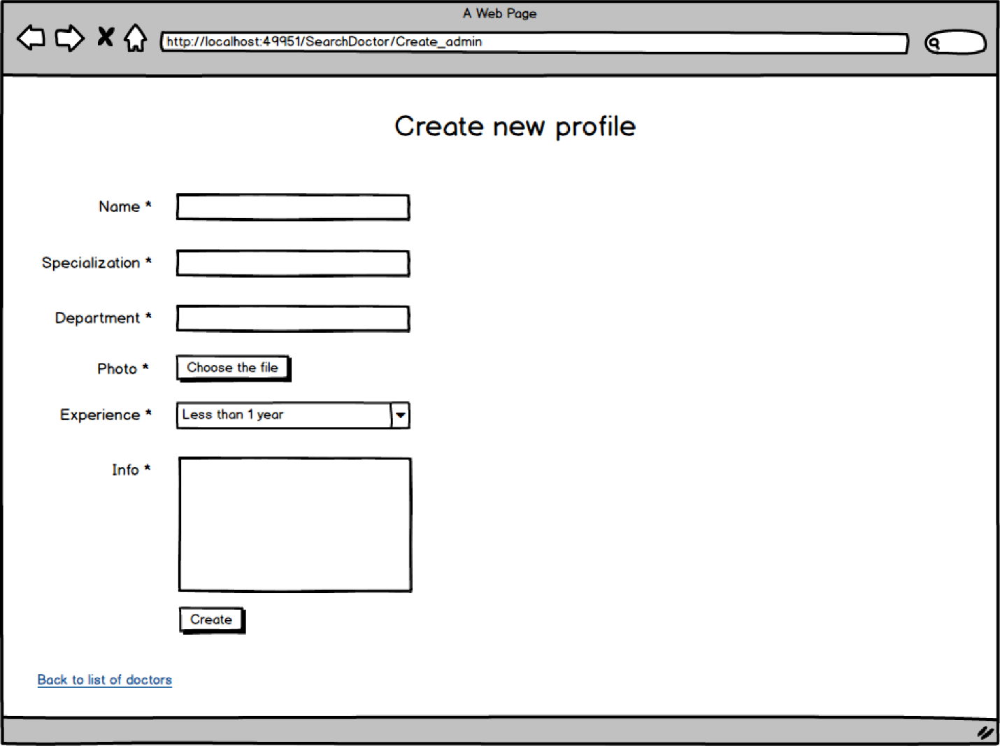 A Web Page
http://localhost:49951/SearchDoctor/Create_admin
Create new profile
Name *
Specialization *
Department *
Photo * Choose the file
Experience * Less than 1 year
Info *
Create
Back to list of doctors